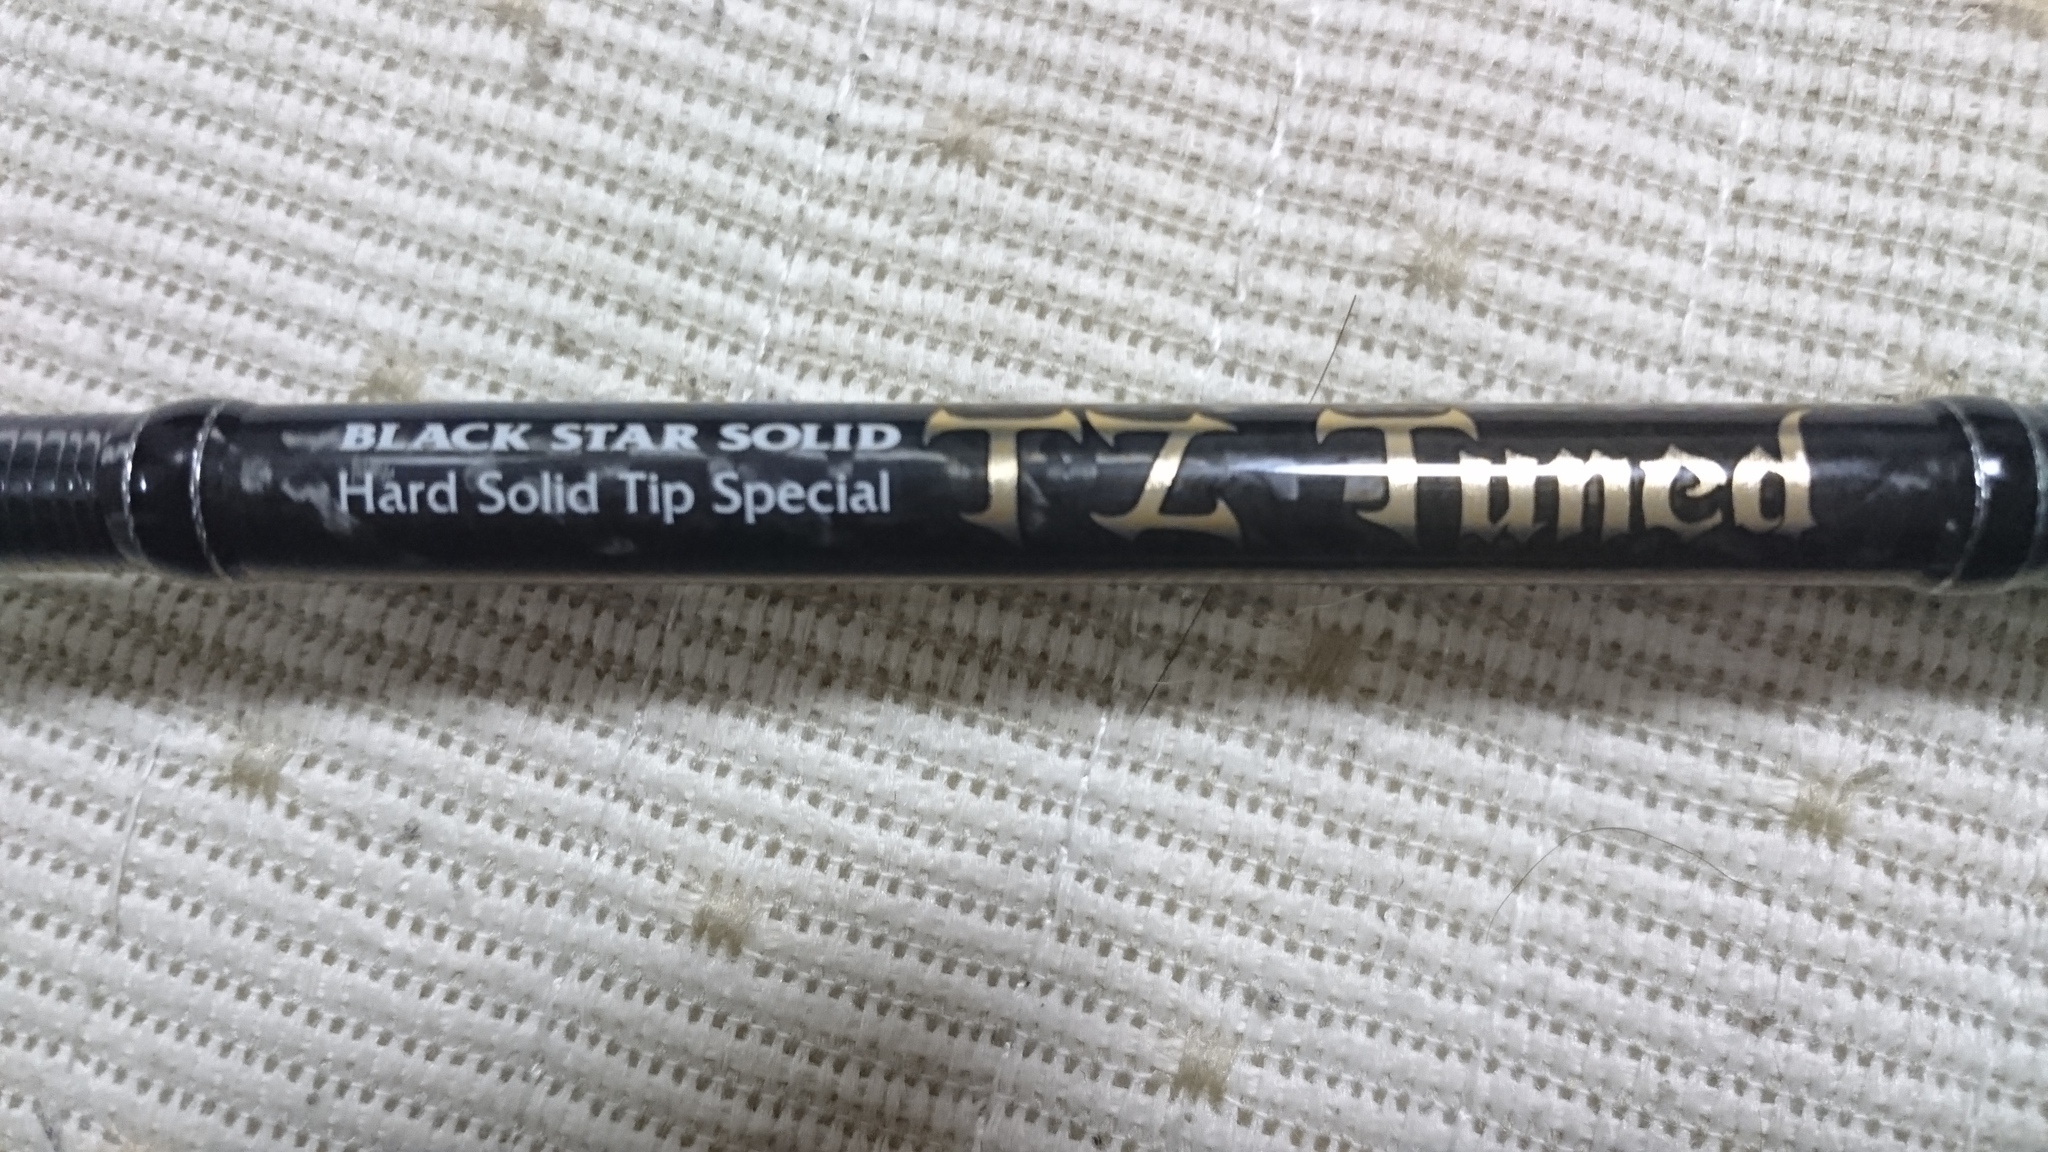 BLACK STAR SOLID
Hard Solid Tip Special
TZ Tuned